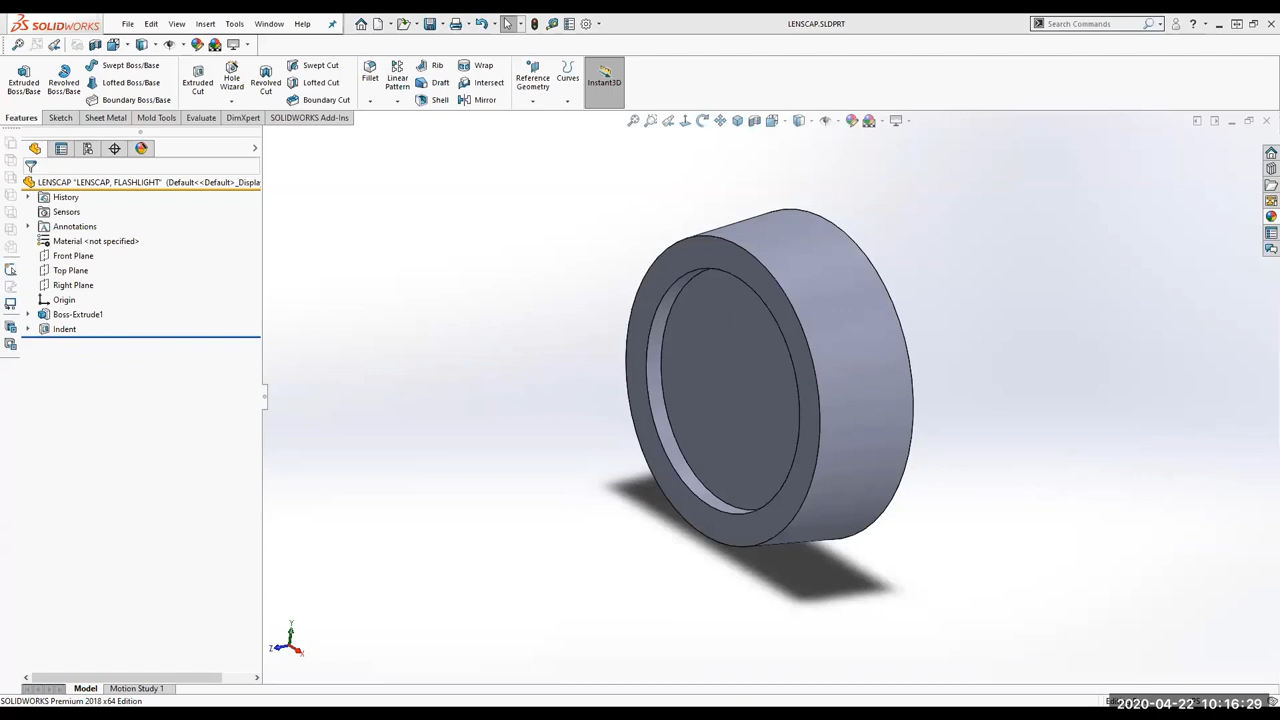 SOLIDWORKS File Edit View Insert Tools Window Help LENSCAP.SLDPRT Search Commands
Extruded Boss/Base
Revolved Boss/Base
Swept Boss/Base
Lofted Boss/Base
Boundary Boss/Base
Extruded Cut
Hole Wizard
Revolved Cut
Swept Cut
Lofted Cut
Boundary Cut
Fillet
Linear Pattern
Rib
Draft
Shell
Wrap
Intersect
Mirror
Reference Geometry
Curves
Instant3D
Features Sketch Sheet Metal Mold Tools Evaluate DimXpert SOLIDWORKS Add-Ins
LENSCAP "LENSCAP, FLASHLIGHT" (Default<<Default>_Displa
History
Sensors
Annotations
Material <not specified>
Front Plane
Top Plane
Right Plane
Origin
Boss-Extrude1
Indent
Y
Z X
Model Motion Study 1
SOLIDWORKS Premium 2018 x64 Edition
2020-04-22 10:16:29